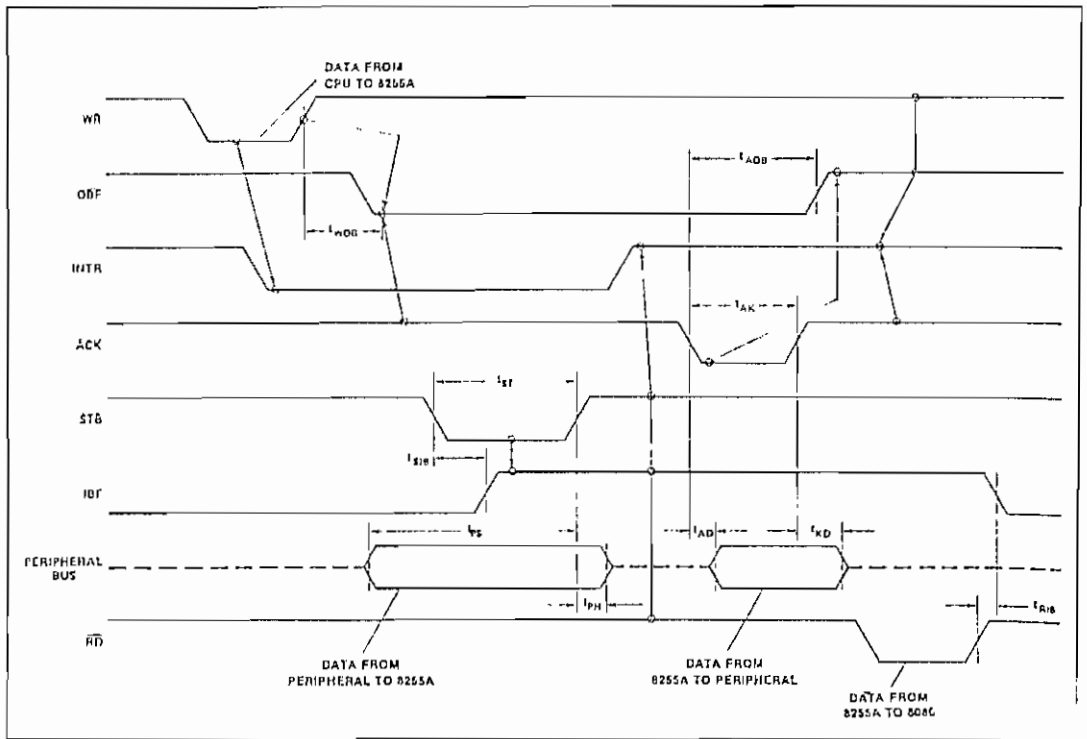 DATA FROM
CPU TO 8255A
WR
tAOB
OBF
tWOB
INTR
tAK
ACK
tST
STB
tSIB
IBF
tPS
tAD
tKD
PERIPHERAL
BUS
tPH
tRIB
RD
DATA FROM
PERIPHERAL TO 8255A
DATA FROM
8255A TO PERIPHERAL
DATA FROM
8255A TO 8080